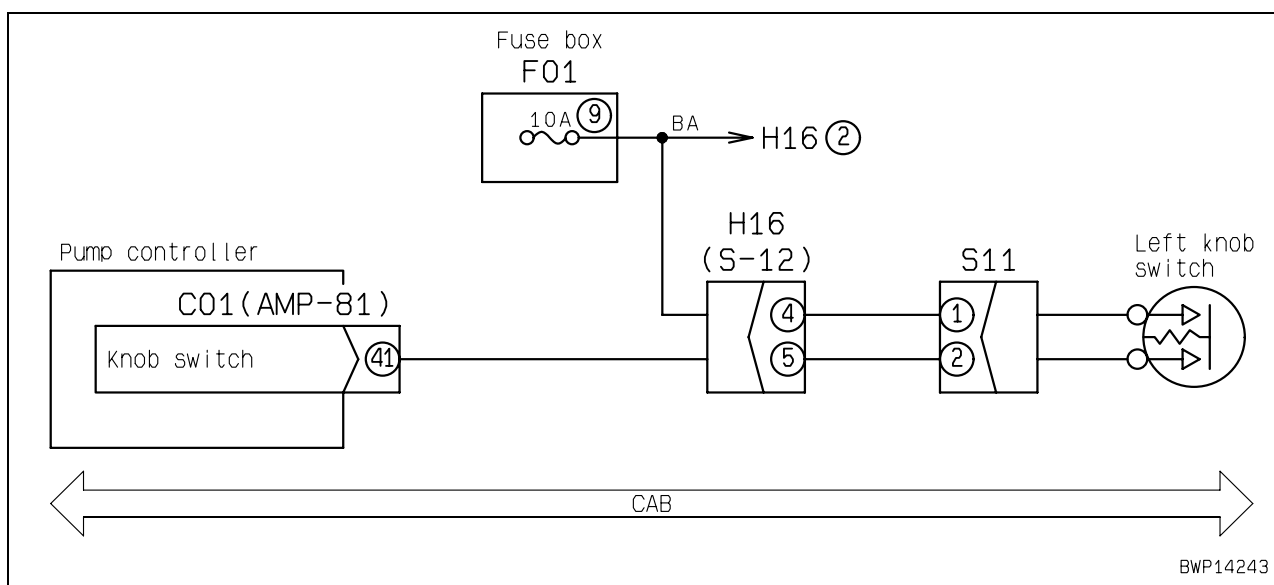 Fuse box
F01
10A 9
BA
H16 2
H16
(S-12)
S11
Left knob
switch
Pump controller
C01(AMP-81)
4
1
Knob switch
41
5
2
CAB
BWP14243